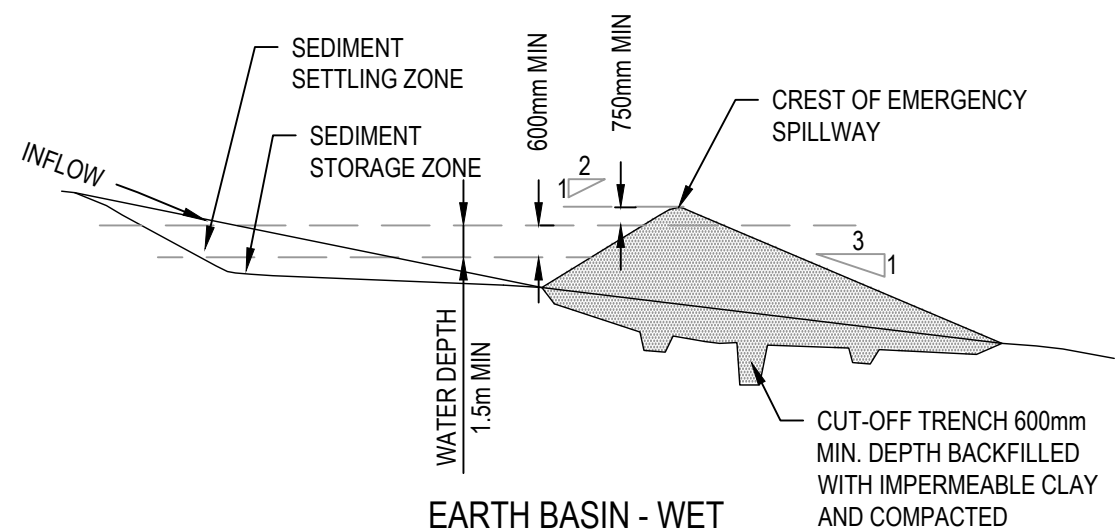 SEDIMENT
SETTLING ZONE
SEDIMENT
STORAGE ZONE
INFLOW
600mm MIN
750mm MIN
CREST OF EMERGENCY
SPILLWAY
2
1
3
1
WATER DEPTH
1.5m MIN
CUT-OFF TRENCH 600mm
MIN. DEPTH BACKFILLED
WITH IMPERMEABLE CLAY
AND COMPACTED
EARTH BASIN - WET